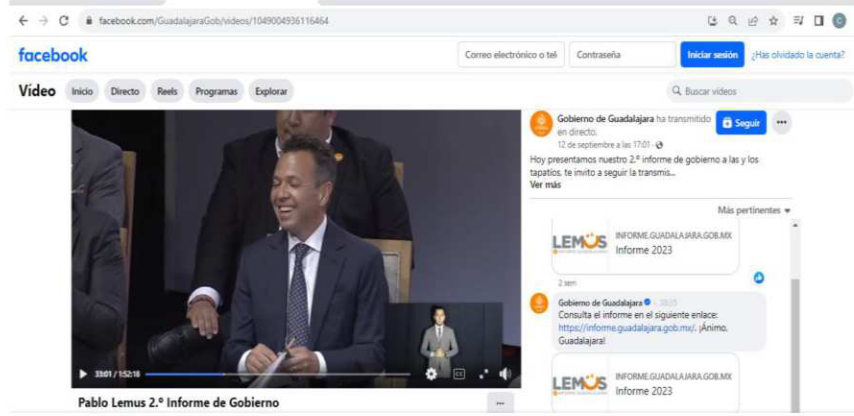 facebook.com/GuadalajaraGob/videos/1049004936116464
facebook
Correo electrónico o tel
Contraseña
Iniciar sesión
¿Has olvidado la cuenta?
Vídeo
Inicio
Directo
Reels
Programas
Explorar
Buscar vídeos
Gobierno de Guadalajara ha transmitido
en directo.
12 de septiembre a las 17:01
Seguir
Hoy presentamos nuestro 2.º informe de gobierno a las y los
tapatíos, te invito a seguir la transmis...
Ver más
Más pertinentes
LEMUS
INFORME.GUADALAJARA.GOB.MX
Informe 2023
2 sem
Gobierno de Guadalajara
Consulta el informe en el siguiente enlace:
https://informe.guadalajara.gob.mx/. ¡Ánimo,
Guadalajara!
LEMUS
INFORME.GUADALAJARA.GOB.MX
Informe 2023
33:01 / 1:52:18
Pablo Lemus 2.º Informe de Gobierno